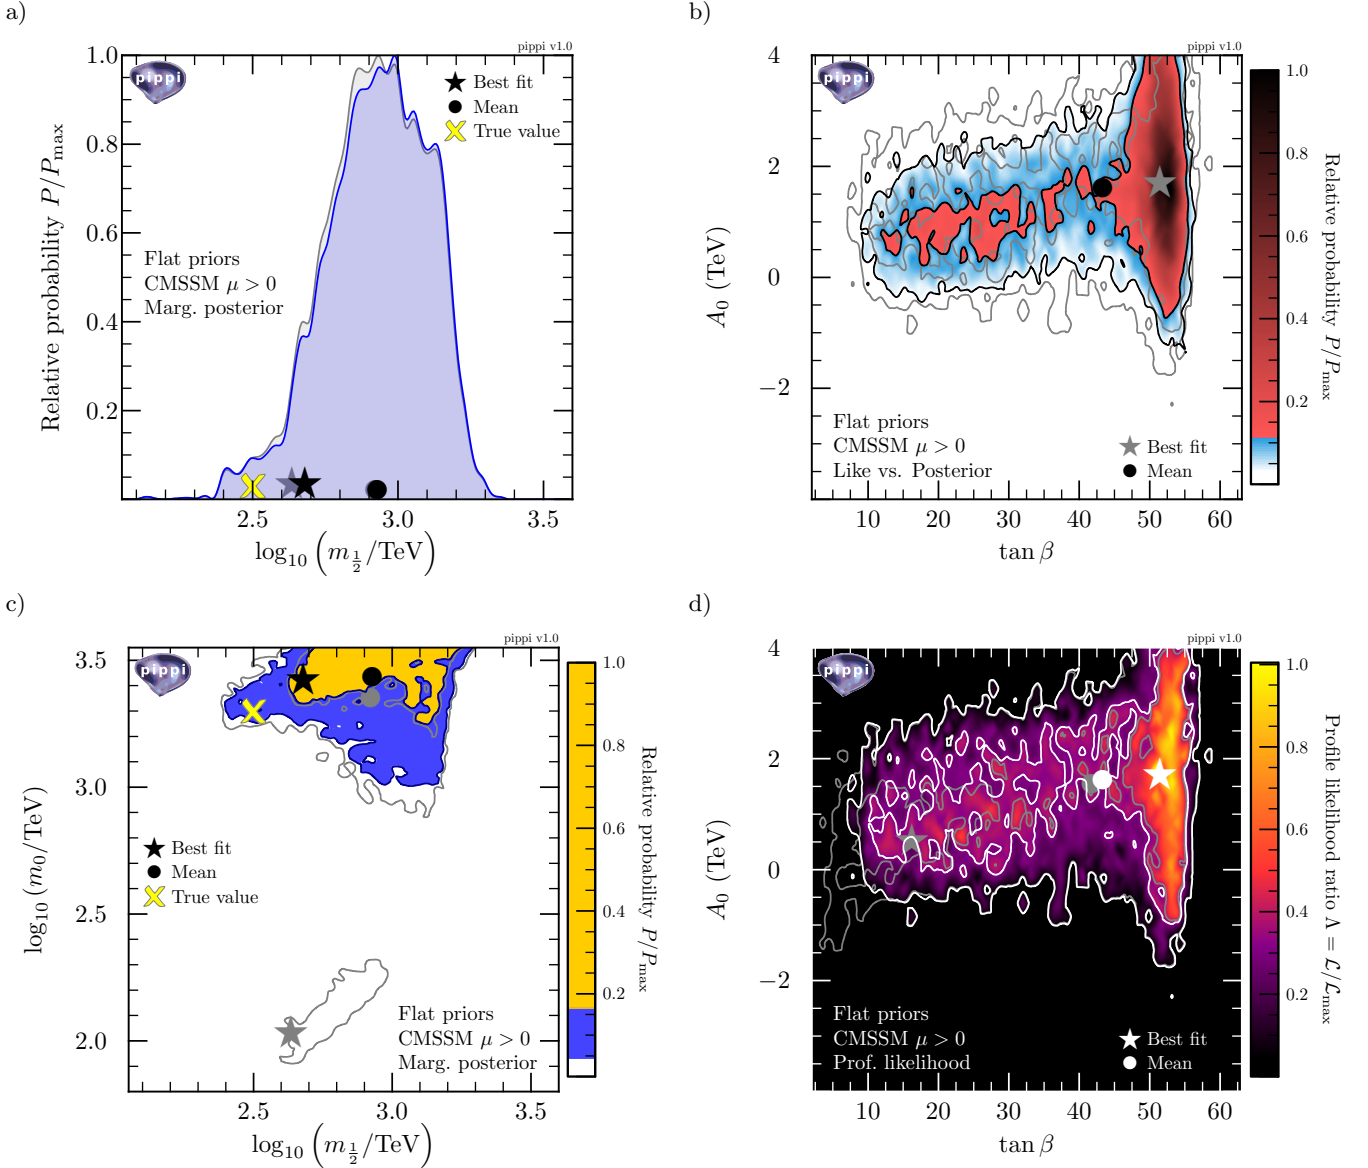 a)
pippi v1.0
pippi
1.0
0.8
0.6
0.4
0.2
Relative probability P/P_max
Best fit
Mean
True value
Flat priors
CMSSM μ > 0
Marg. posterior
2.5 3.0 3.5
log₁₀ (m_{1/2}/TeV)
b)
pippi v1.0
pippi
4
2
0
−2
A₀ (TeV)
Flat priors
CMSSM μ > 0
Like vs. Posterior
Best fit
Mean
10 20 30 40 50 60
tan β
1.0
0.8
0.6
0.4
0.2
Relative probability P/P_max
c)
pippi v1.0
pippi
3.5
3.0
2.5
2.0
log₁₀ (m₀/TeV)
Best fit
Mean
True value
Flat priors
CMSSM μ > 0
Marg. posterior
2.5 3.0 3.5
log₁₀ (m_{1/2}/TeV)
1.0
0.8
0.6
0.4
0.2
Relative probability P/P_max
d)
pippi v1.0
pippi
4
2
0
−2
A₀ (TeV)
Flat priors
CMSSM μ > 0
Prof. likelihood
Best fit
Mean
10 20 30 40 50 60
tan β
1.0
0.8
0.6
0.4
0.2
Profile likelihood ratio Λ = ℒ/ℒ_max